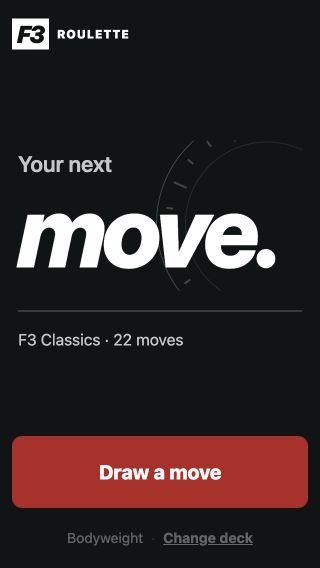 F3 ROULETTE
Your next
move.
F3 Classics · 22 moves
Draw a move
Bodyweight · Change deck